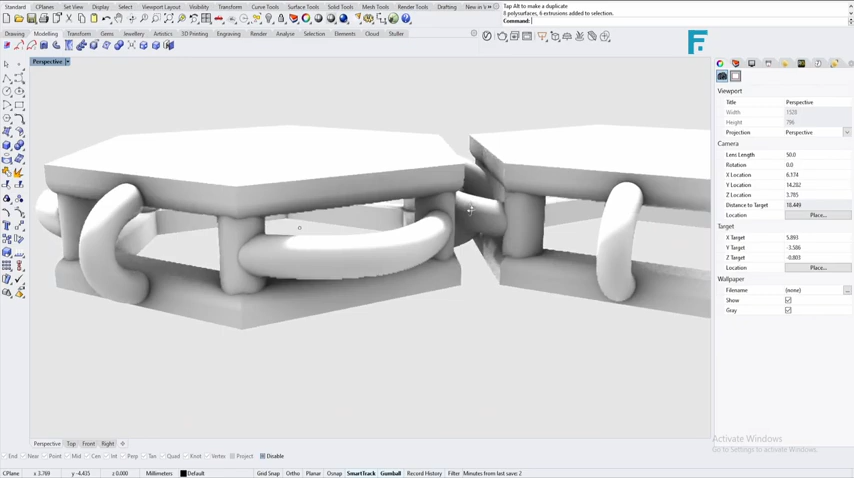 Standard CPlanes Set View Display Select Viewport Layout Visibility Transform Curve Tools Surface Tools Solid Tools Mesh Tools Render Tools Drafting New in V
Tap Alt to make a duplicate
8 polysurfaces, 6 extrusions added to selection.
Command:
Drawing Modelling Transform Gems Jewellery Artistics 3D Printing Engraving Render Analyse Selection Elements Cloud Stuller
Perspective
Viewport
Title Perspective
Width 1528
Height 796
Projection Perspective
Camera
Lens Length 50.0
Rotation 0.0
X Location 6.174
Y Location 14.282
Z Location 3.785
Distance to Target 18.449
Location Place...
Target
X Target 5.893
Y Target -3.586
Z Target -0.803
Location Place...
Wallpaper
Filename (none) ...
Show
Gray
Activate Windows
Go to Settings to activate Windows.
Perspective Top Front Right
End Near Point Mid Cen Int Perp Tan Quad Knot Vertex Project Disable
CPlane x 3.769 y -4.435 z 0.000 Millimeters Default Grid Snap Ortho Planar Osnap SmartTrack Gumball Record History Filter Minutes from last save: 2